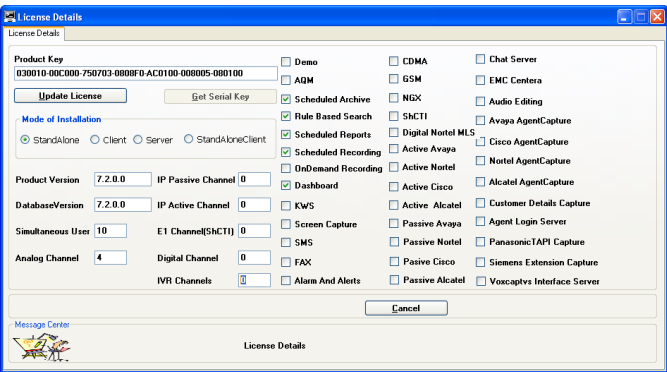 License Details
License Details
Product Key
030010-00C000-750703-0808F0-AC0100-008005-080100
Update License
Get Serial Key
Mode of Installation
StandAlone
Client
Server
StandAloneClient
Product Version
7.2.0.0
IP Passive Channel
0
DatabaseVersion
7.2.0.0
IP Active Channel
0
Simultaneous User
10
E1 Channel(ShCTI)
0
Analog Channel
4
Digital Channel
0
IVR Channels
0
Demo
AQM
Scheduled Archive
Rule Based Search
Scheduled Reports
Scheduled Recording
OnDemand Recording
Dashboard
KWS
Screen Capture
SMS
FAX
Alarm And Alerts
CDMA
GSM
NGX
ShCTI
Digital Nortel MLS
Active Avaya
Active Nortel
Active Cisco
Active Alcatel
Passive Avaya
Passive Nortel
Pasive Cisco
Passive Alcatel
Chat Server
EMC Centera
Audio Editing
Avaya AgentCapture
Cisco AgentCapture
Nortel AgentCapture
Alcatel AgentCapture
Customer Details Capture
Agent Login Server
PanasonicTAPI Capture
Siemens Extension Capture
Voxcaptvs Interface Server
Cancel
Message Center
License Details